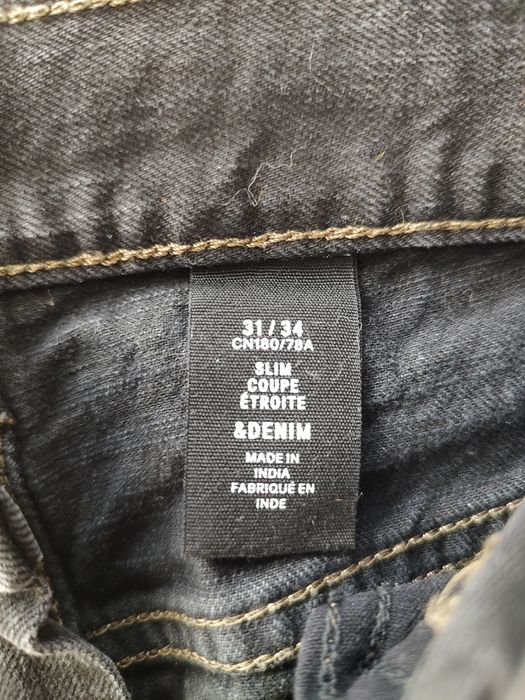 31 / 34
CN180/78A
SLIM
COUPE
ÉTROITE
&DENIM
MADE IN
INDIA
FABRIQUÉ EN
INDE